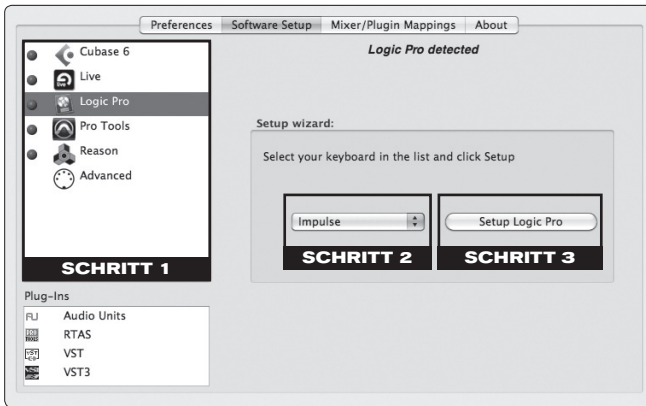 Preferences Software Setup Mixer/Plugin Mappings About
Cubase 6
Live
Logic Pro
Pro Tools
Reason
Advanced
SCHRITT 1
Logic Pro detected
Setup wizard:
Select your keyboard in the list and click Setup
Impulse
SCHRITT 2
Setup Logic Pro
SCHRITT 3
Plug-Ins
Audio Units
RTAS
VST
VST3